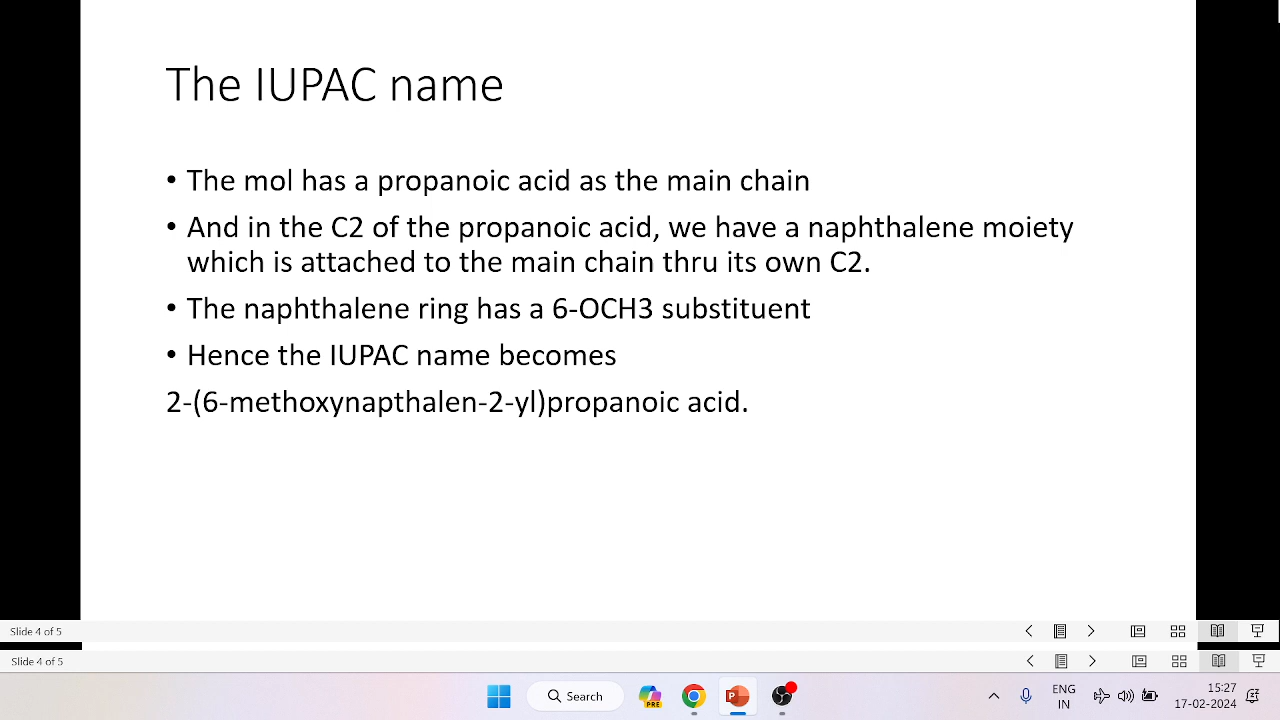 The IUPAC name
• The mol has a propanoic acid as the main chain
• And in the C2 of the propanoic acid, we have a naphthalene moiety
which is attached to the main chain thru its own C2.
• The naphthalene ring has a 6-OCH3 substituent
• Hence the IUPAC name becomes
2-(6-methoxynapthalen-2-yl)propanoic acid.
Slide 4 of 5
Slide 4 of 5
Search
PRE
ENG
IN
15:27
17-02-2024